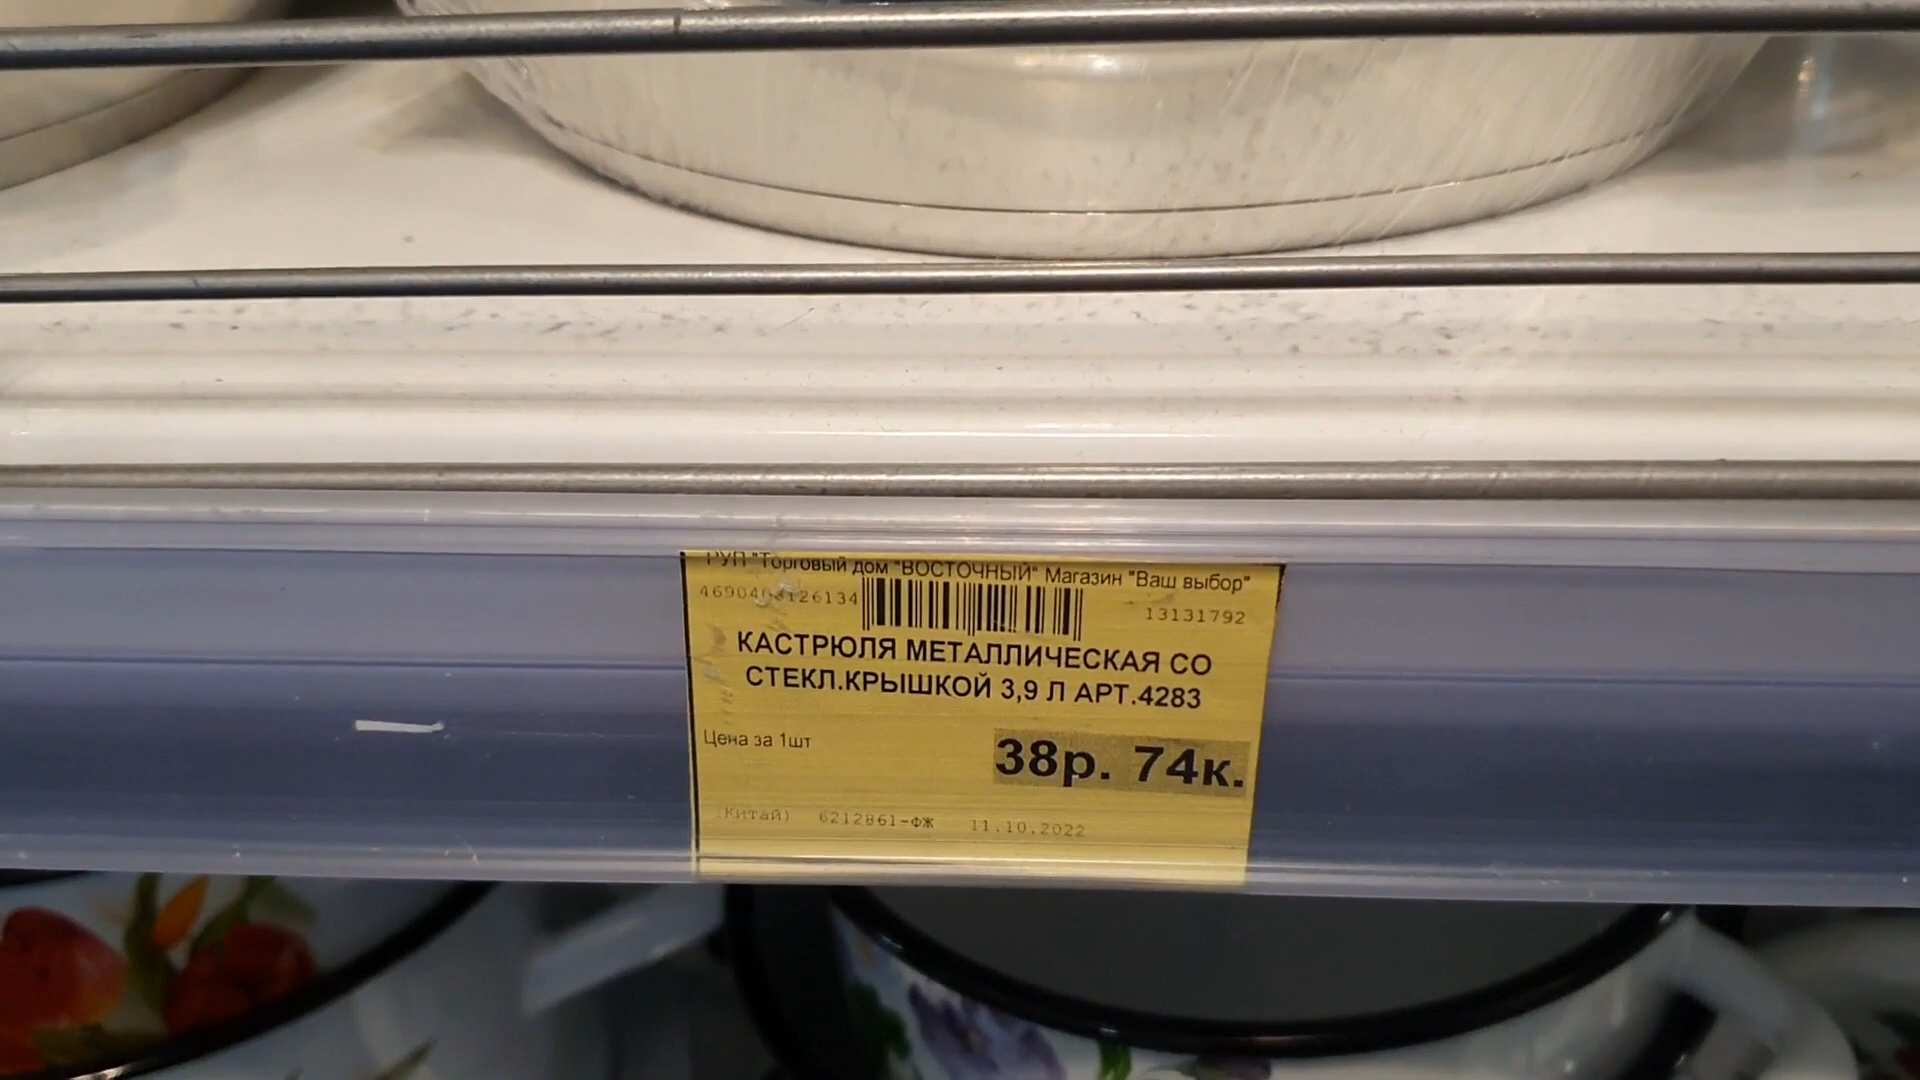 РУП "Торговый дом "ВОСТОЧНЫЙ" Магазин "Ваш выбор"
13131792
КАСТРЮЛЯ МЕТАЛЛИЧЕСКАЯ СО
СТЕКЛ.КРЫШКОЙ 3,9 Л АРТ.4283
Цена за 1шт
38р. 74к.
(Китай) 6212861-ФЖ 11.10.2022